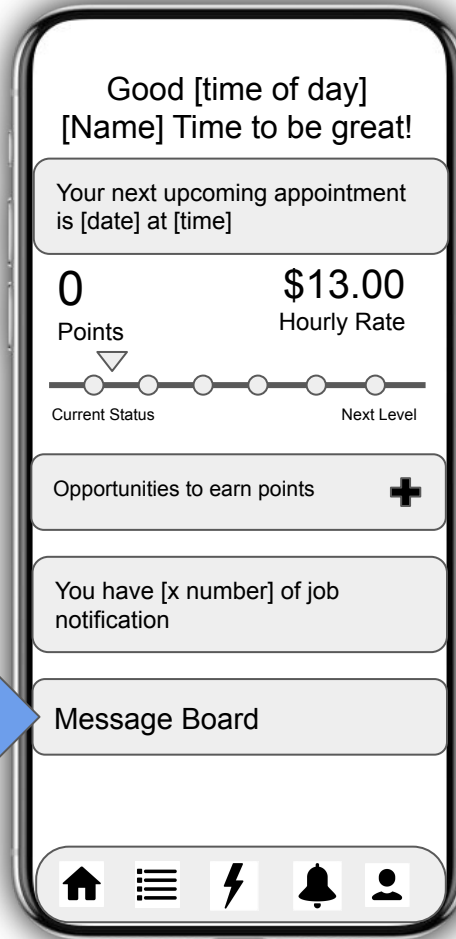 Good [time of day]
[Name] Time to be great!
Your next upcoming appointment
is [date] at [time]
0
Points
$13.00
Hourly Rate
Current Status
Next Level
Opportunities to earn points
You have [x number] of job
notification
Message Board